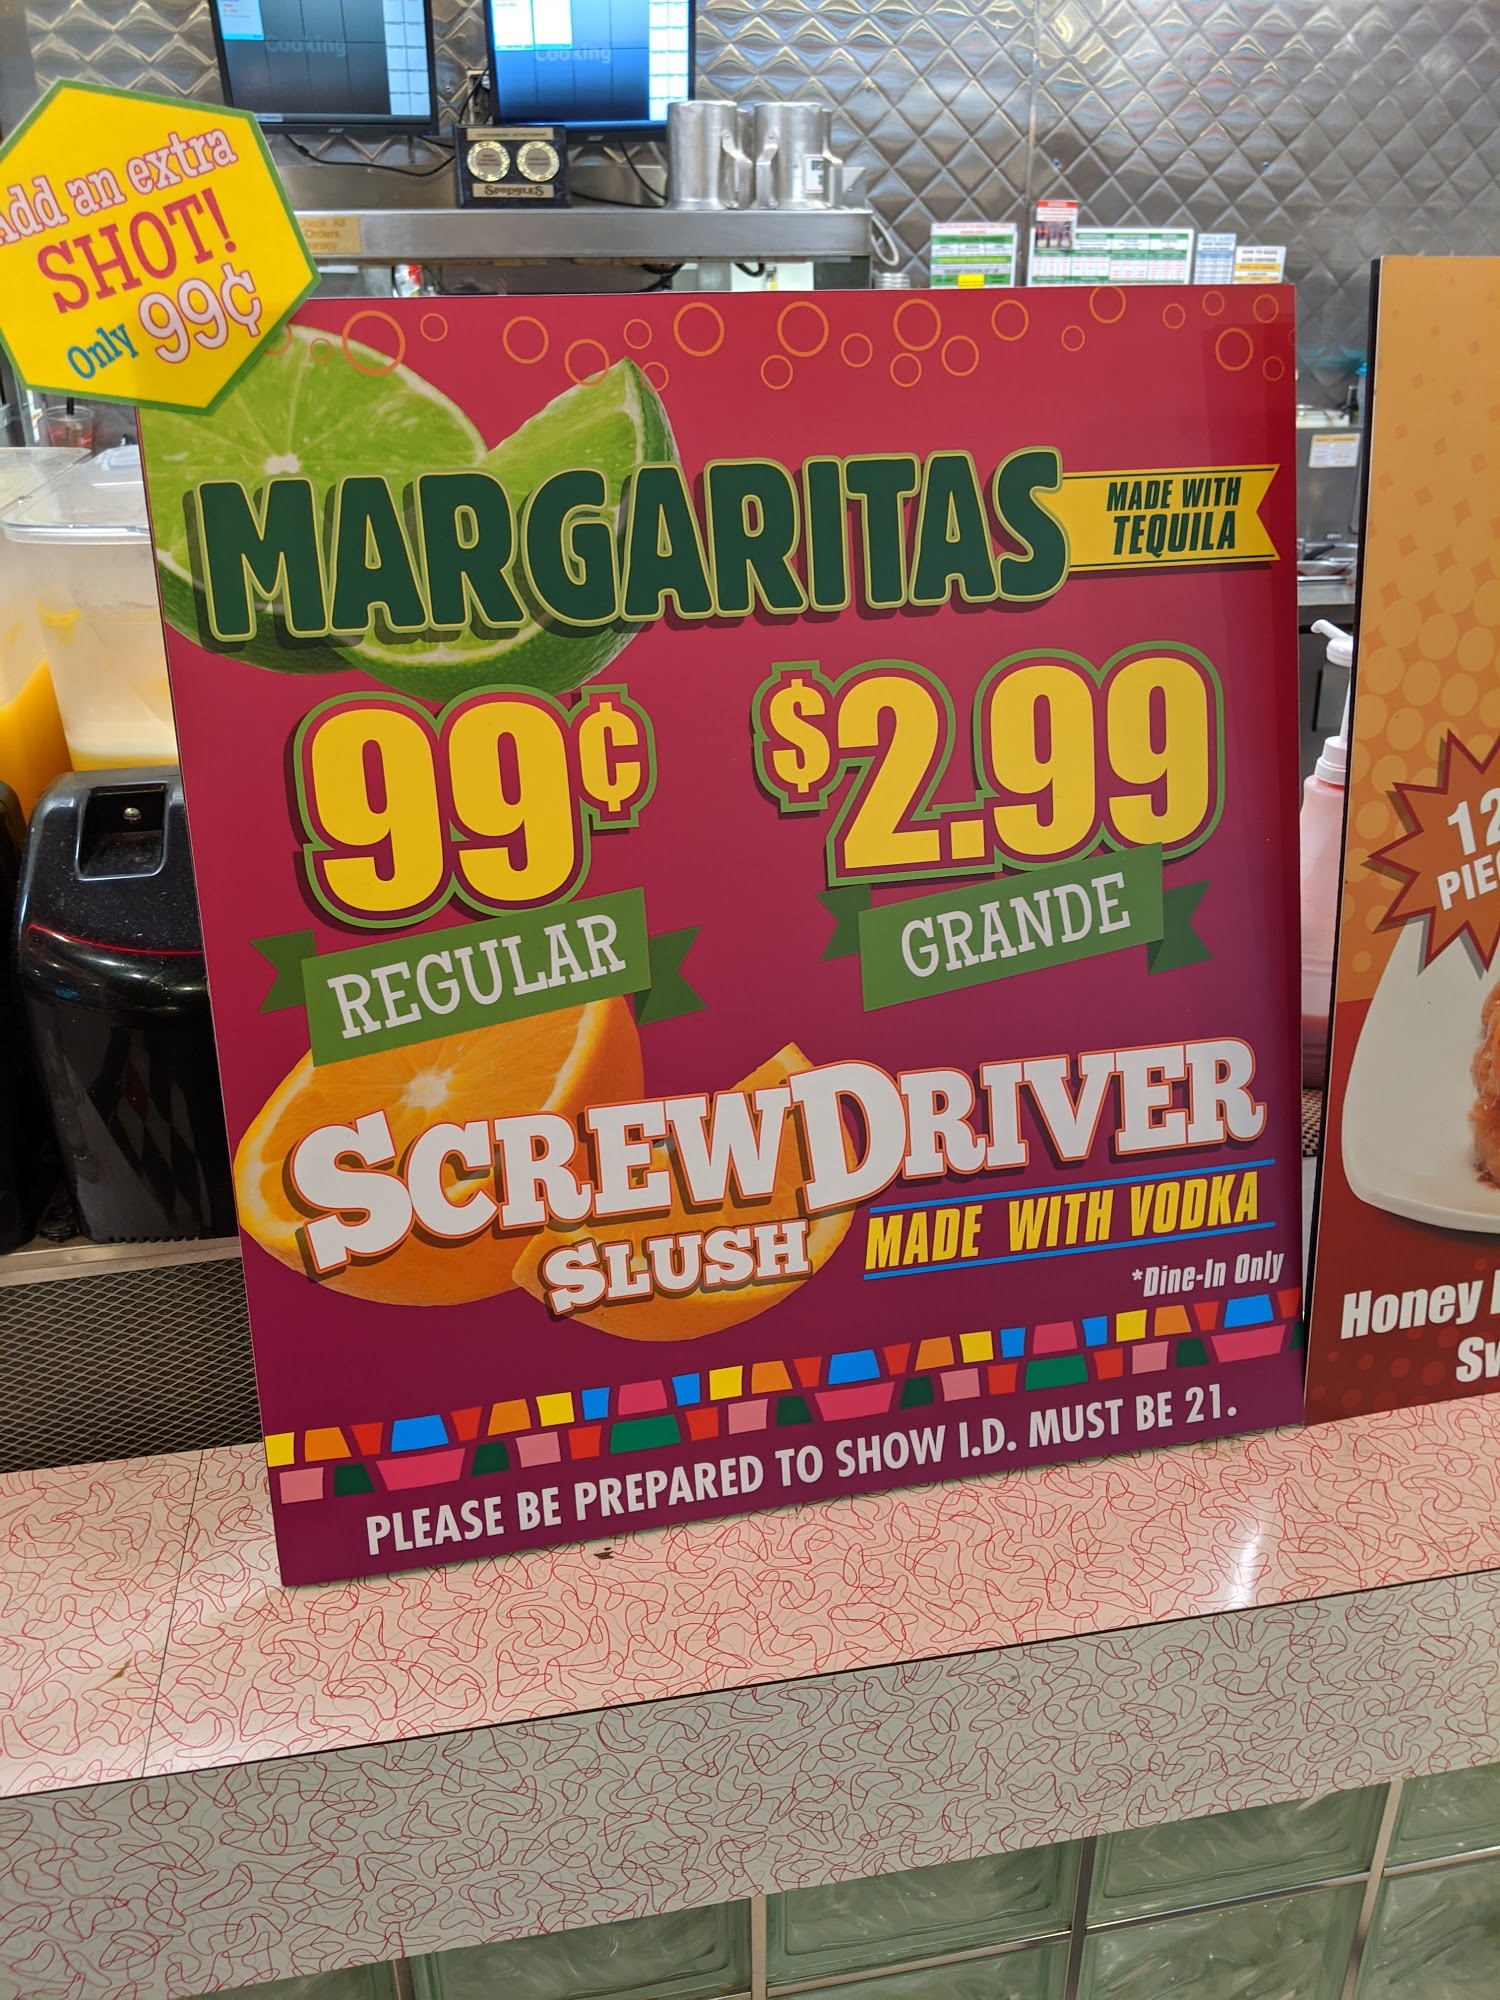 Cooking
Cooking
Add an extra
SHOT!
Only 99¢
MARGARITAS
MADE WITH
TEQUILA
99¢
$2.99
REGULAR
GRANDE
SCREWDRIVER
SLUSH
MADE WITH VODKA
*Dine-In Only
PLEASE BE PREPARED TO SHOW I.D. MUST BE 21.
12
Honey